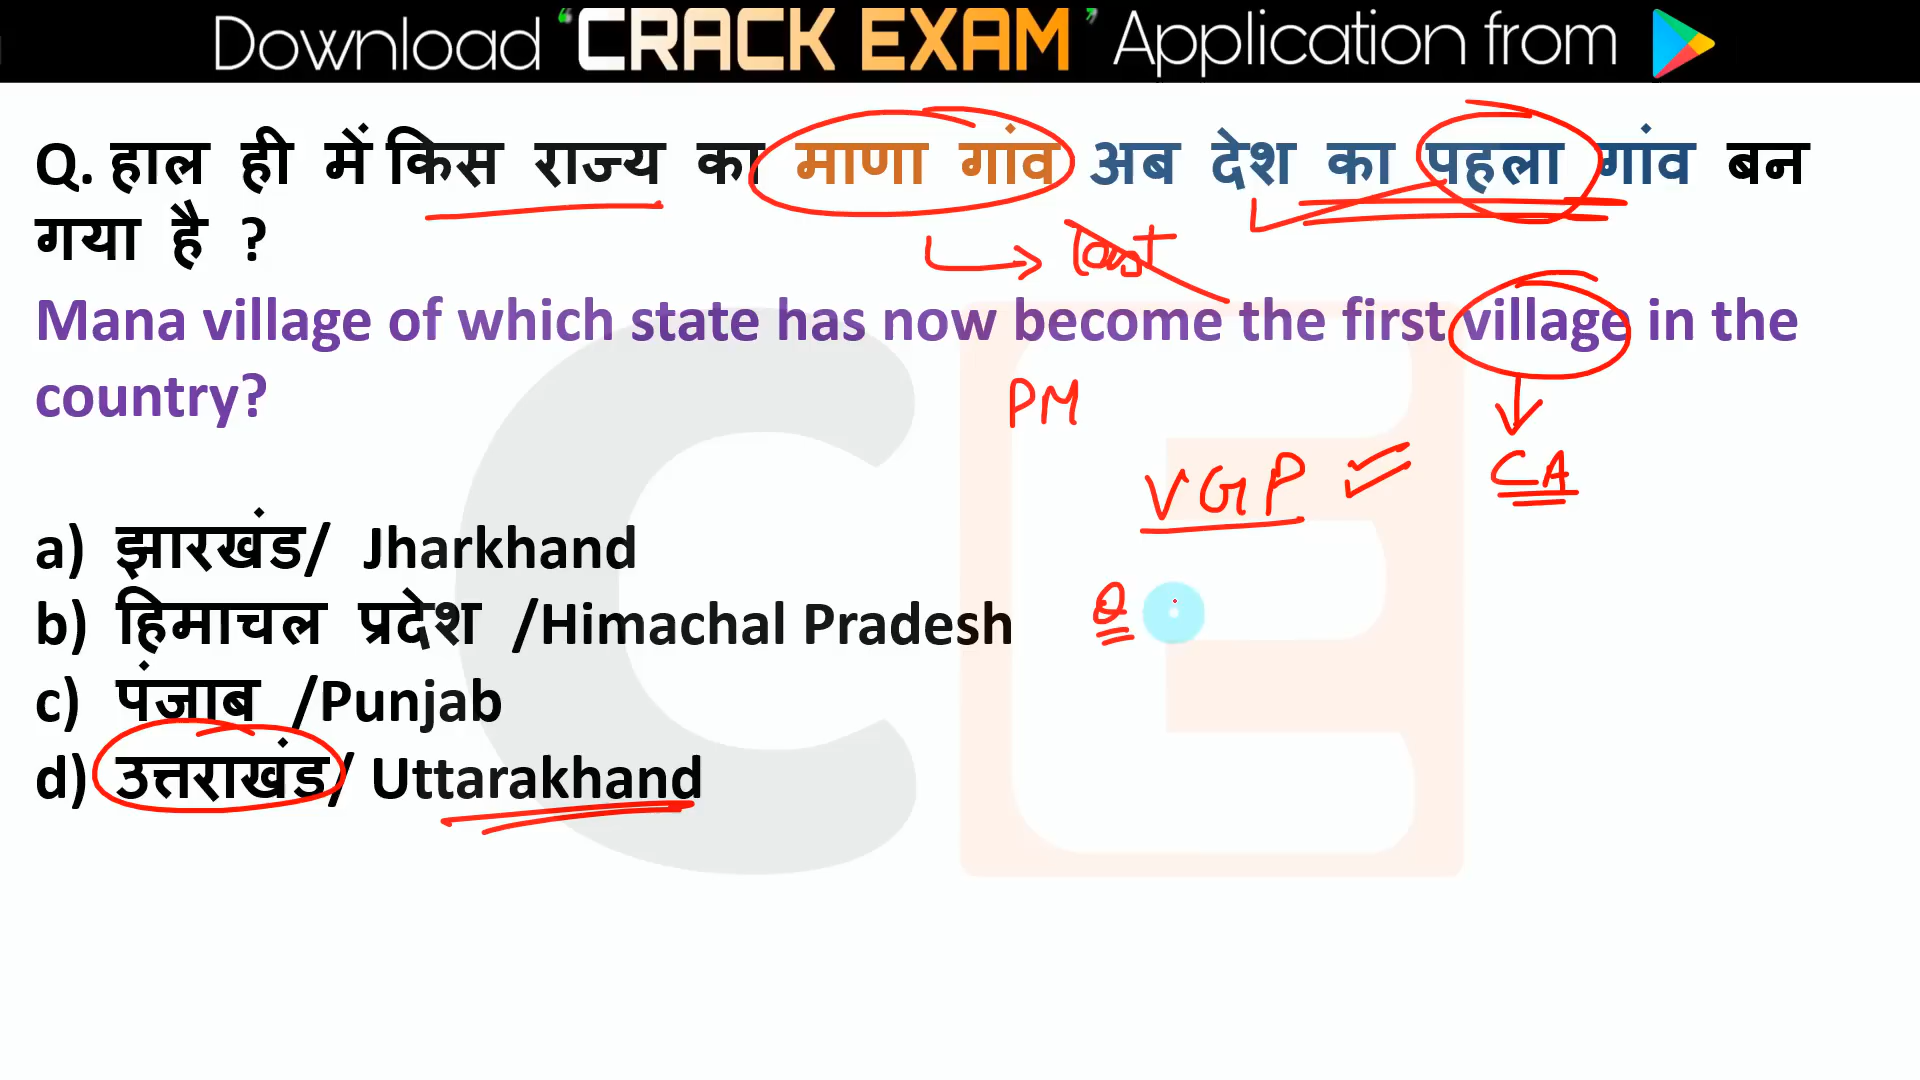 Download "CRACK EXAM" Application from
Q. हाल ही में किस राज्य का माणा गांव अब देश का पहला गांव बन
गया है ?
Last
Mana village of which state has now become the first village in the
country?
PM
VGP CA
a) झारखंड/ Jharkhand
b) हिमाचल प्रदेश /Himachal Pradesh
Q
c) पंजाब /Punjab
d) उत्तराखंड/ Uttarakhand